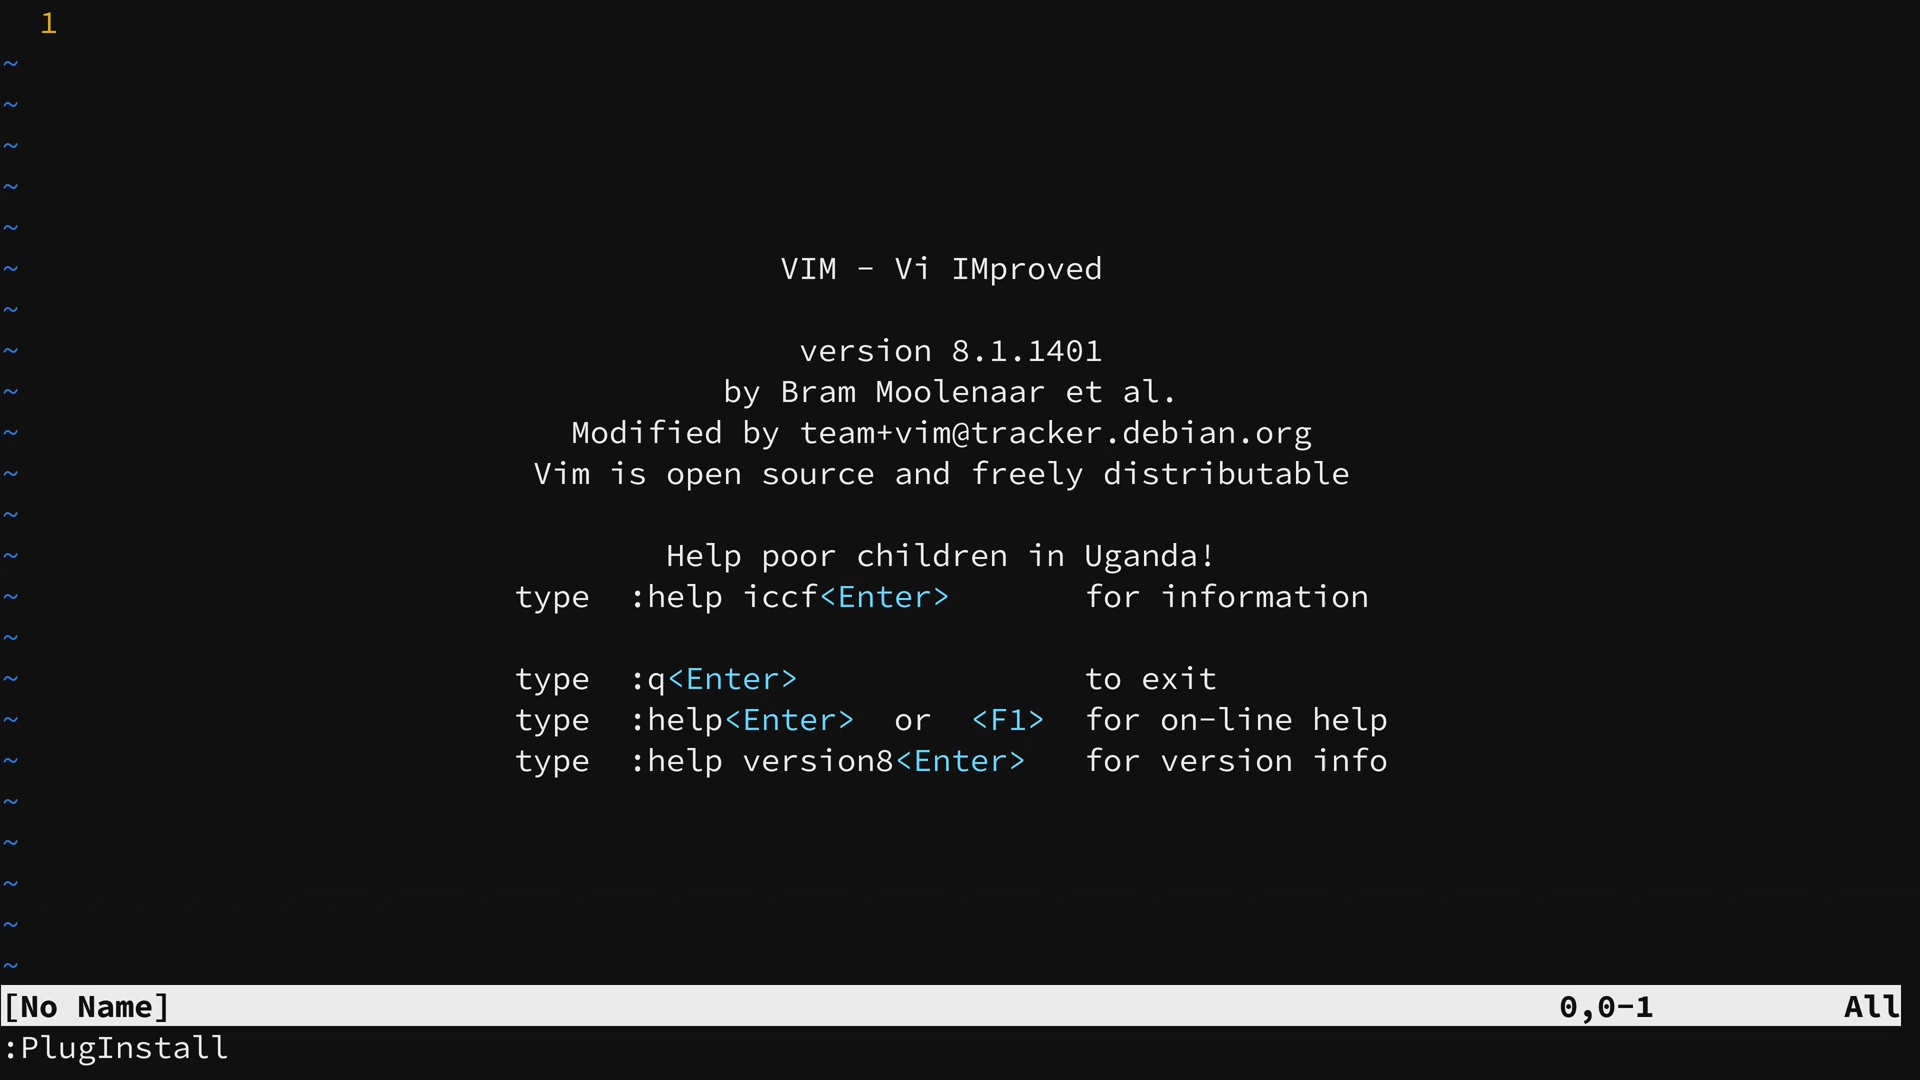 1
~
~
~
~
~
~ VIM - Vi IMproved
~
~ version 8.1.1401
~ by Bram Moolenaar et al.
~ Modified by team+vim@tracker.debian.org
~ Vim is open source and freely distributable
~
~ Help poor children in Uganda!
~ type :help iccf<Enter> for information
~
~ type :q<Enter> to exit
~ type :help<Enter> or <F1> for on-line help
~ type :help version8<Enter> for version info
~
~
~
~
~
[No Name] 0,0-1 All
:PlugInstall